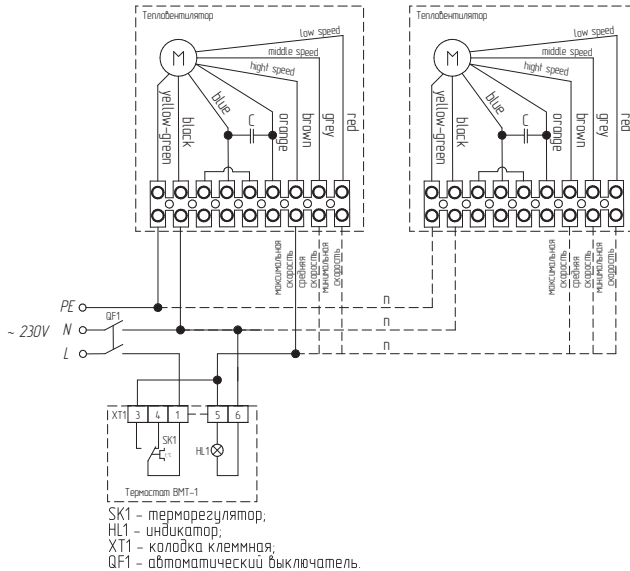 Тепловентилятор
M
low speed
middle speed
hight speed
yellow-green
black
blue
C
orange
brown
grey
red
Тепловентилятор
M
low speed
middle speed
hight speed
yellow-green
black
blue
C
orange
brown
grey
red
максимальная
скорость
средняя
скорость
минимальная
скорость
максимальная
скорость
средняя
скорость
минимальная
скорость
PE
n
QF1
~ 230V N
n
L
n
XT1 3 4 1 5 6
SK1
t°
HL1
Термостат BMT-1
SK1 – терморегулятор;
HL1 – индикатор;
XT1 – колодка клеммная;
QF1 – автоматический выключатель.